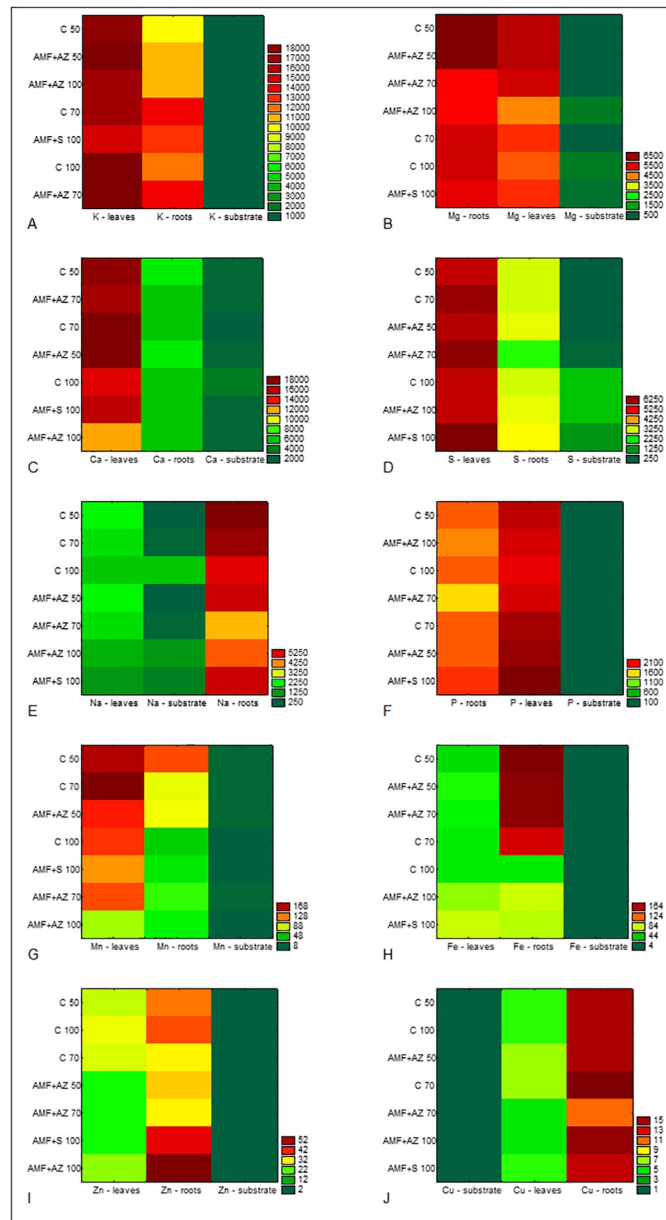 C 50
AMF+AZ 50
AMF+AZ 100
C 70
AMF+S 100
C 100
AMF+AZ 70
A
K - leaves K - roots K - substrate
18000
17000
16000
15000
14000
13000
12000
11000
10000
9000
8000
7000
6000
5000
4000
3000
2000
1000
C 50
AMF+AZ 50
AMF+AZ 70
AMF+AZ 100
C 70
C 100
AMF+S 100
B
Mg - roots Mg - leaves Mg - substrate
6500
5500
4500
3500
2500
1500
500
C 50
AMF+AZ 70
C 70
AMF+AZ 50
C 100
AMF+S 100
AMF+AZ 100
C
Ca - leaves Ca - roots Ca - substrate
18000
16000
14000
12000
10000
8000
6000
4000
2000
C 50
C 70
AMF+AZ 50
AMF+AZ 70
C 100
AMF+AZ 100
AMF+S 100
D
S - leaves S - roots S - substrate
6250
5250
4250
3250
2250
1250
250
C 50
C 70
C 100
AMF+AZ 50
AMF+AZ 70
AMF+AZ 100
AMF+S 100
E
Na - leaves Na - substrate Na - roots
5250
4250
3250
2250
1250
250
C 50
AMF+AZ 100
C 100
AMF+AZ 70
C 70
AMF+AZ 50
AMF+S 100
F
P - roots P - leaves P - substrate
2100
1600
1100
600
100
C 50
C 70
AMF+AZ 50
C 100
AMF+S 100
AMF+AZ 70
AMF+AZ 100
G
Mn - leaves Mn - roots Mn - substrate
168
128
88
48
8
C 50
AMF+AZ 50
AMF+AZ 70
C 70
C 100
AMF+AZ 100
AMF+S 100
H
Fe - leaves Fe - roots Fe - substrate
164
124
84
44
4
C 50
C 100
C 70
AMF+AZ 50
AMF+AZ 70
AMF+S 100
AMF+AZ 100
I
Zn - leaves Zn - roots Zn - substrate
52
42
32
22
12
2
C 50
C 100
AMF+AZ 50
C 70
AMF+AZ 70
AMF+AZ 100
AMF+S 100
J
Cu - substrate Cu - leaves Cu - roots
15
13
11
9
7
5
3
1